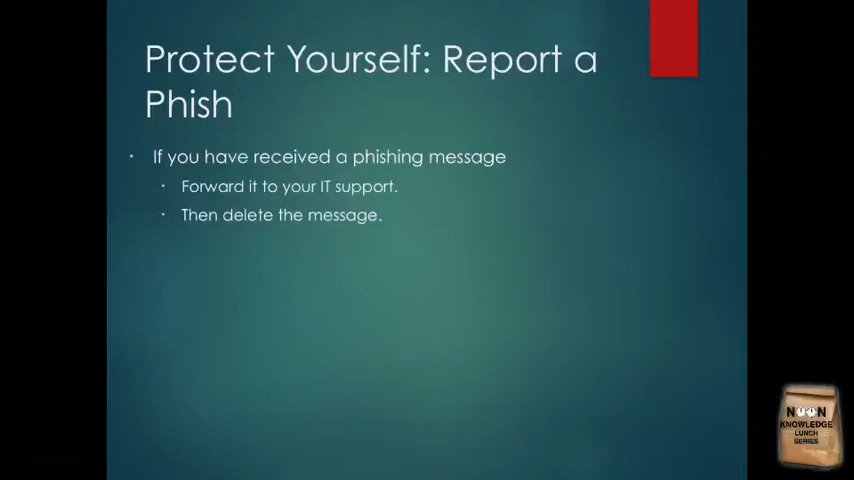 Protect Yourself: Report a
Phish
If you have received a phishing message
Forward it to your IT support.
Then delete the message.
NOON
KNOWLEDGE
LUNCH
SERIES